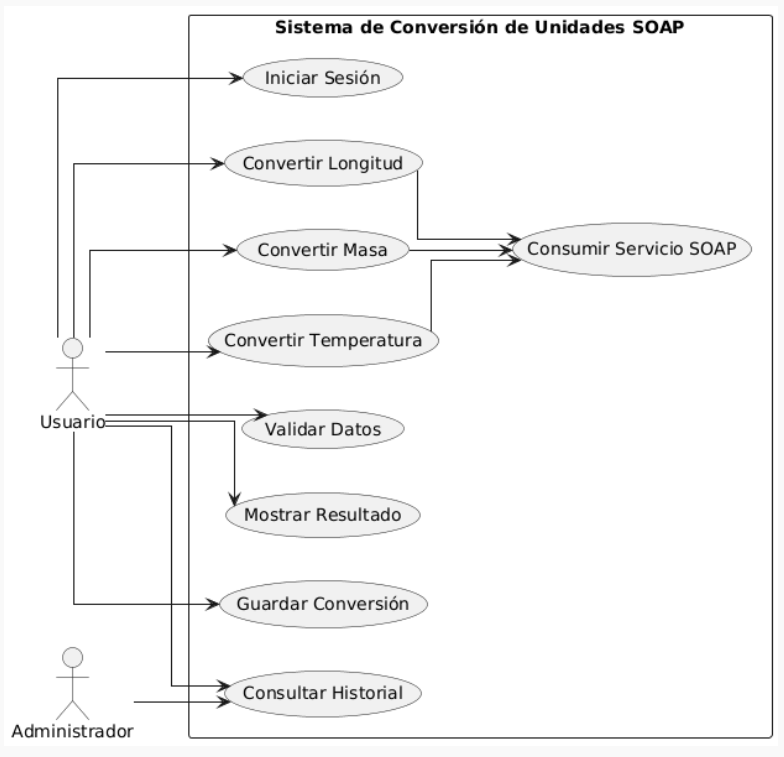 Sistema de Conversión de Unidades SOAP
Iniciar Sesión
Convertir Longitud
Convertir Masa
Consumir Servicio SOAP
Convertir Temperatura
Usuario
Validar Datos
Mostrar Resultado
Guardar Conversión
Consultar Historial
Administrador